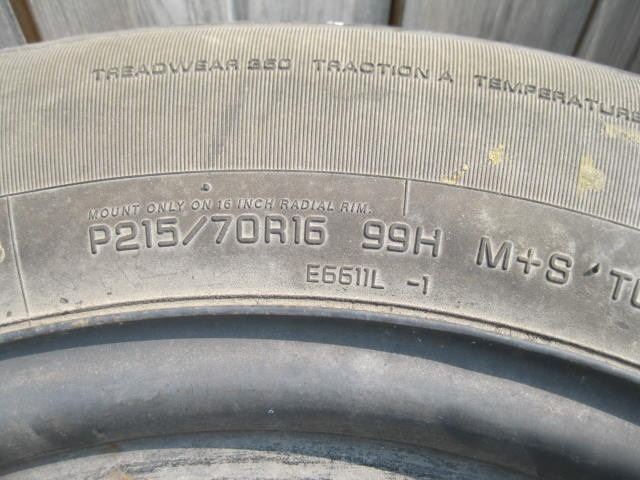 TREADWEAR 360 TRACTION A TEMPERATURE
MOUNT ONLY ON 16 INCH RADIAL RIM.
P215/70R16 99H M+S
E6611L -1